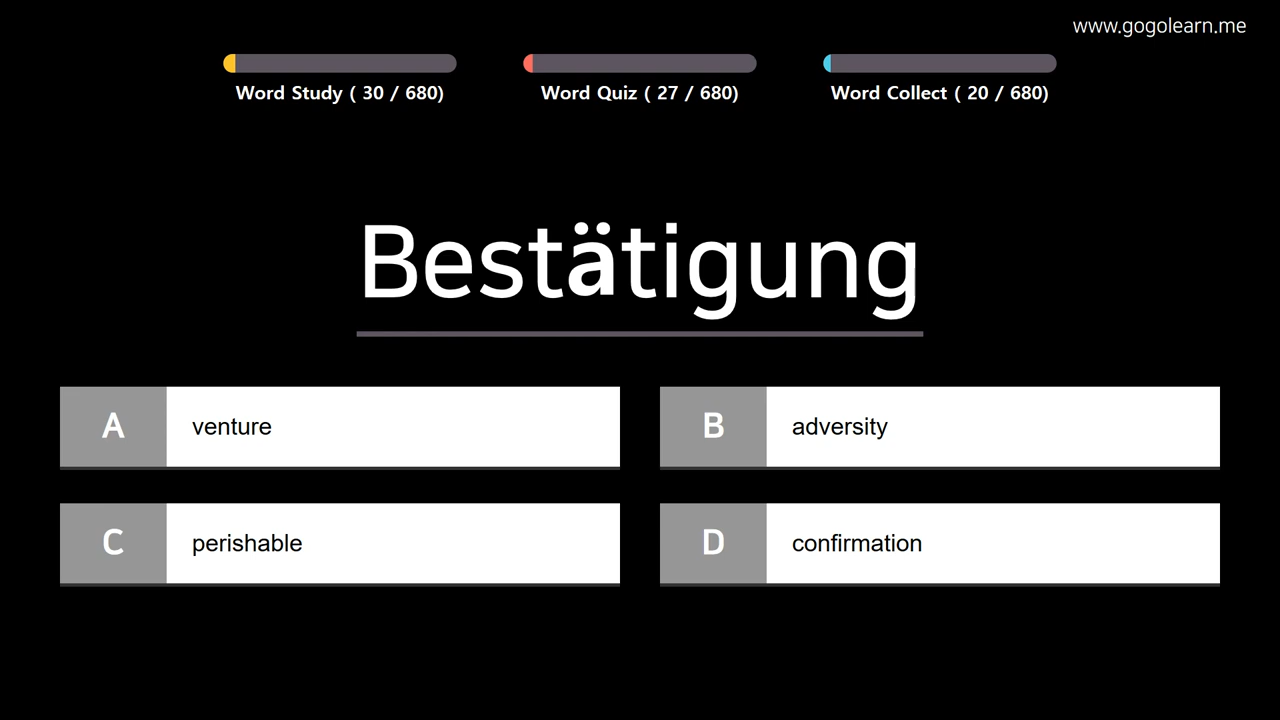 www.gogolearn.me
Word Study ( 30 / 680)
Word Quiz ( 27 / 680)
Word Collect ( 20 / 680)
Bestätigung
A venture
B adversity
C perishable
D confirmation